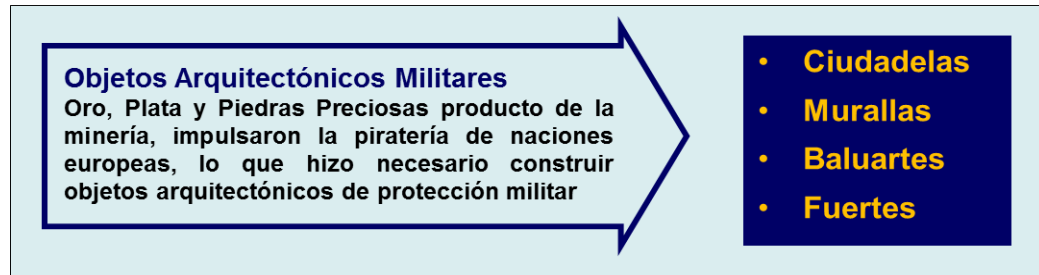 Objetos Arquitectónicos Militares
Oro, Plata y Piedras Preciosas producto de la
minería, impulsaron la piratería de naciones
europeas, lo que hizo necesario construir
objetos arquitectónicos de protección militar
• Ciudadelas
• Murallas
• Baluartes
• Fuertes